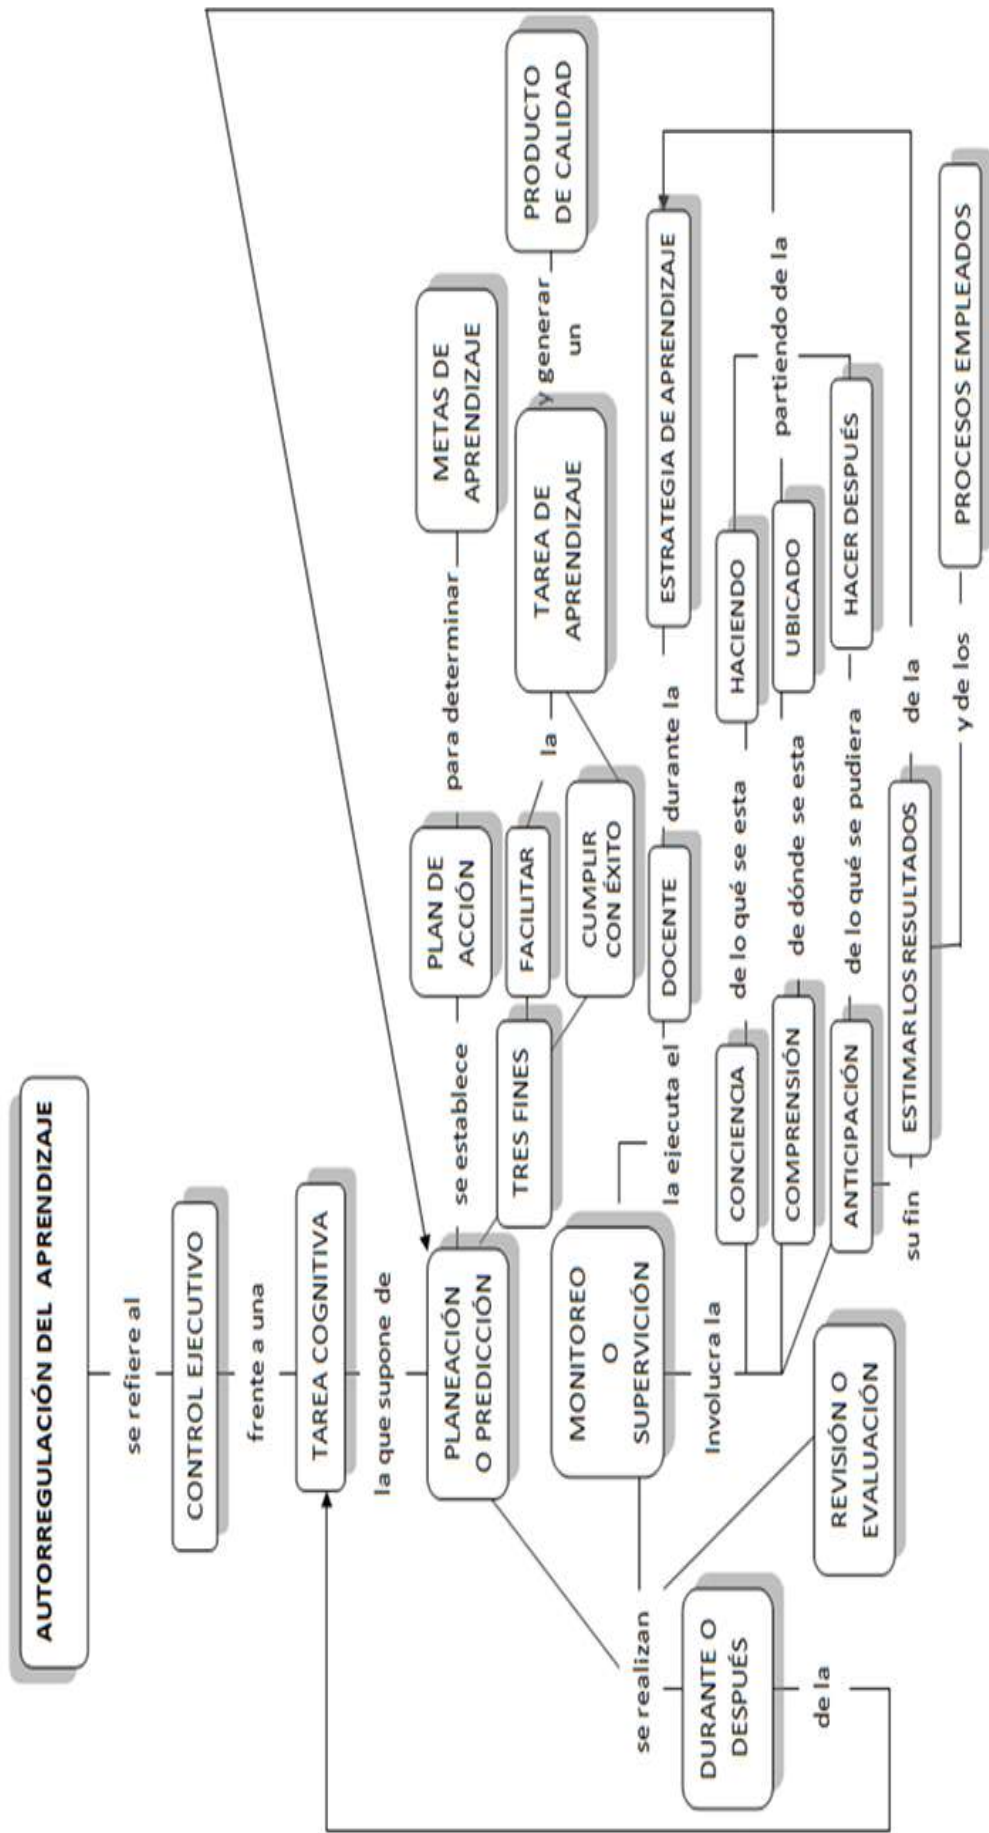 AUTORREGULACIÓN DEL APRENDIZAJE
se refiere al
CONTROL EJECUTIVO
frente a una
TAREA COGNITIVA
la que supone de
PLANEACIÓN
O PREDICCIÓN
se establece
PLAN DE
ACCIÓN
para determinar
METAS DE
APRENDIZAJE
TRES FINES
FACILITAR
la
TAREA DE
APRENDIZAJE
y generar
un
PRODUCTO
DE CALIDAD
CUMPLIR
CON ÉXITO
MONITOREO
O
SUPERVICIÓN
la ejecuta el
DOCENTE
durante la
ESTRATEGIA DE APRENDIZAJE
Involucra la
CONCIENCIA
de lo qué se esta
HACIENDO
COMPRENSIÓN
de dónde se esta
UBICADO
partiendo de la
ANTICIPACIÓN
de lo qué se pudiera
HACER DESPUÉS
su fin
ESTIMAR LOS RESULTADOS
de la
y de los
PROCESOS EMPLEADOS
se realizan
DURANTE O
DESPUÉS
de la
REVISIÓN O
EVALUACIÓN